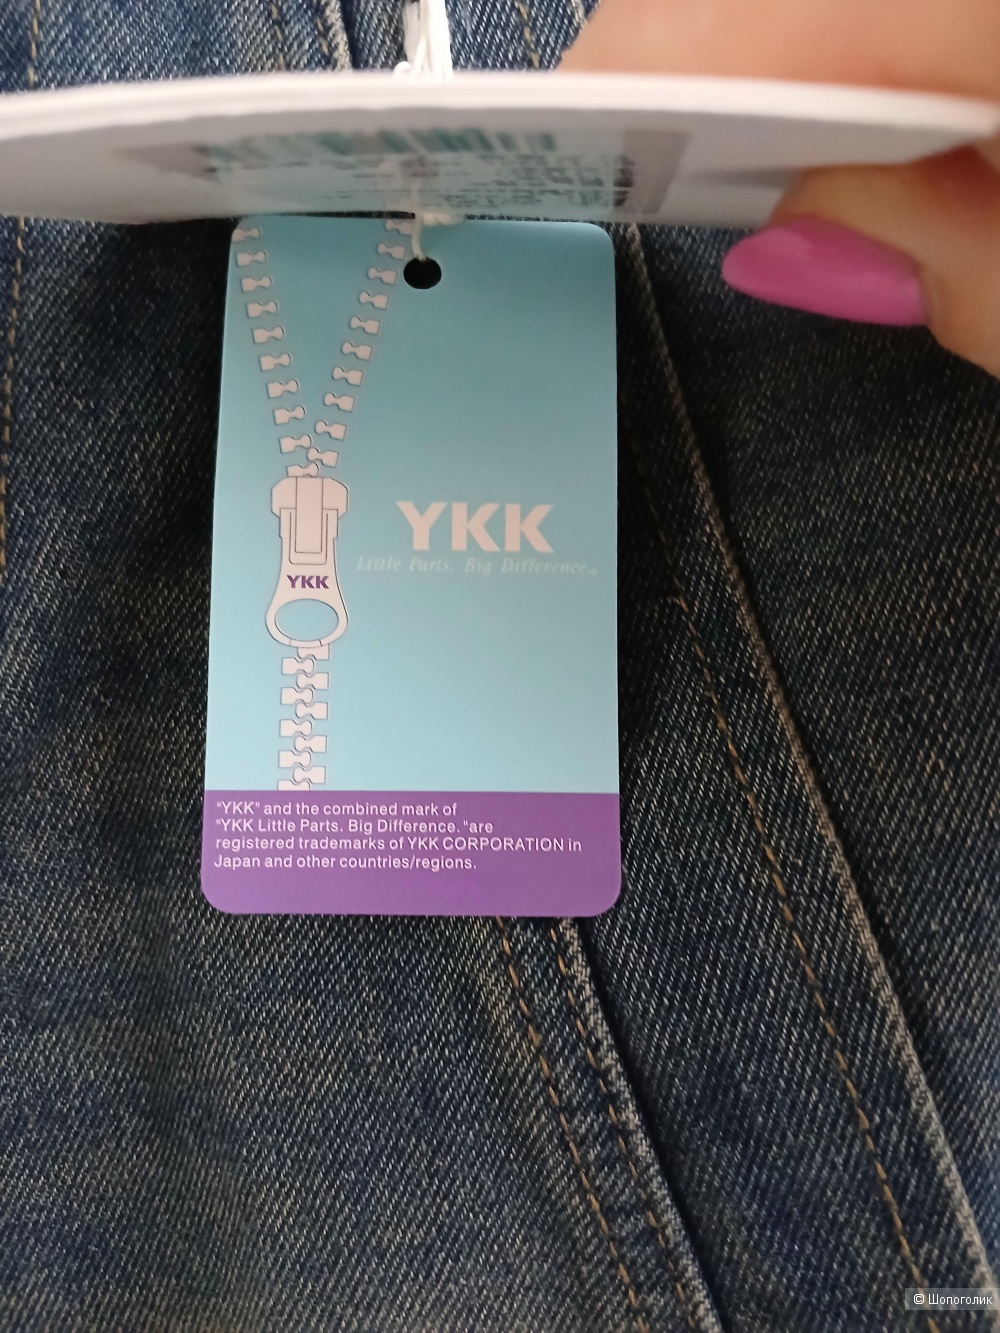 YKK
Little Parts. Big Difference.
YKK
"YKK" and the combined mark of
"YKK Little Parts. Big Difference. "are
registered trademarks of YKK CORPORATION in
Japan and other countries/regions.
© Шопоголик